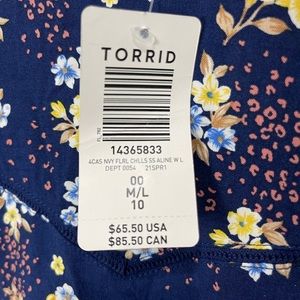 TORRID
14365833
4CAS NVY FLRL CHLLS SS ALINE W L
DEPT 0054 21SPR1
00
M/L
10
$65.50 USA
$85.50 CAN